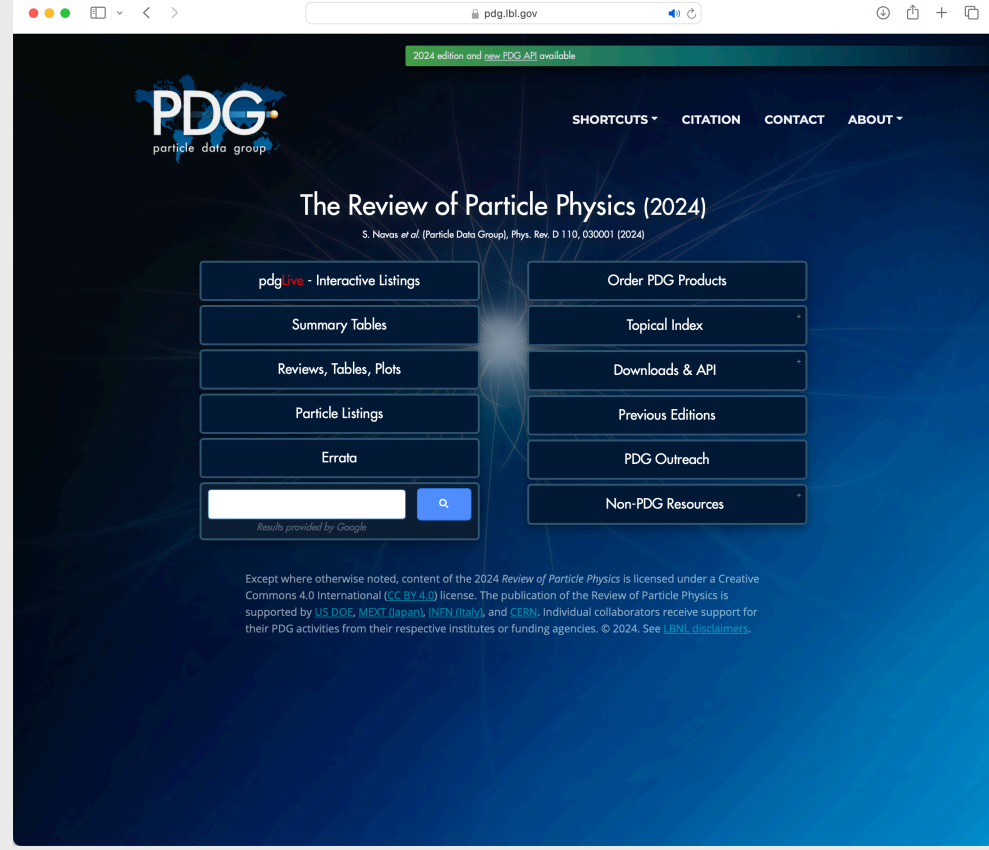 pdg.lbl.gov
2024 edition and new PDG API available
PDG
particle data group
SHORTCUTS CITATION CONTACT ABOUT
The Review of Particle Physics (2024)
S. Navas et al. (Particle Data Group), Phys. Rev. D 110, 030001 (2024)
pdgLive - Interactive Listings
Summary Tables
Reviews, Tables, Plots
Particle Listings
Errata
Results provided by Google
Order PDG Products
Topical Index +
Downloads & API +
Previous Editions
PDG Outreach
Non-PDG Resources +
Except where otherwise noted, content of the 2024 Review of Particle Physics is licensed under a Creative
Commons 4.0 International (CC BY 4.0) license. The publication of the Review of Particle Physics is
supported by US DOE, MEXT (Japan), INFN (Italy), and CERN. Individual collaborators receive support for
their PDG activities from their respective institutes or funding agencies. © 2024. See LBNL disclaimers.